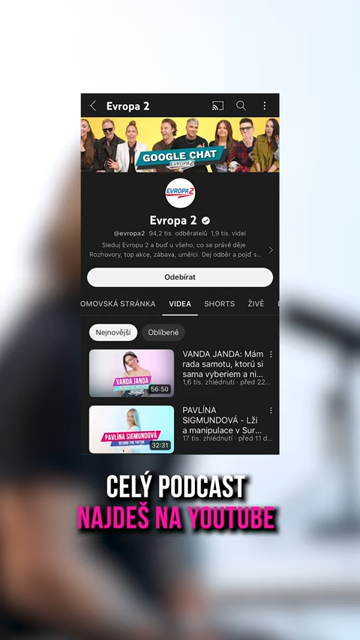 Evropa 2
GOOGLE CHAT
EVROPA 2
EVROPA 2
Evropa 2
@evropa2 94,2 tis. odběratelů 1,9 tis. videí
Sleduj Evropu 2 a buď u všeho, co se právě děje.
Rozhovory, top akce, zábava, umělci. Dej odběr a pojď s...
Odebírat
OMOVSKÁ STRÁNKA VIDEA SHORTS ŽIVĚ
Nejnovější Oblíbené
VANDA JANDA: Mám
rada samotu, ktorú si
sama vyberiem a ni...
1,6 tis. zhlédnutí · před 22...
VANDA JANDA
56:50
PAVLÍNA
SIGMUNDOVÁ - Lži
a manipulace v Sur...
17 tis. zhlédnutí · před 11 d...
PAVLÍNA SIGMUNDOVÁ
32:31
CELÝ PODCAST
NAJDEŠ NA YOUTUBE